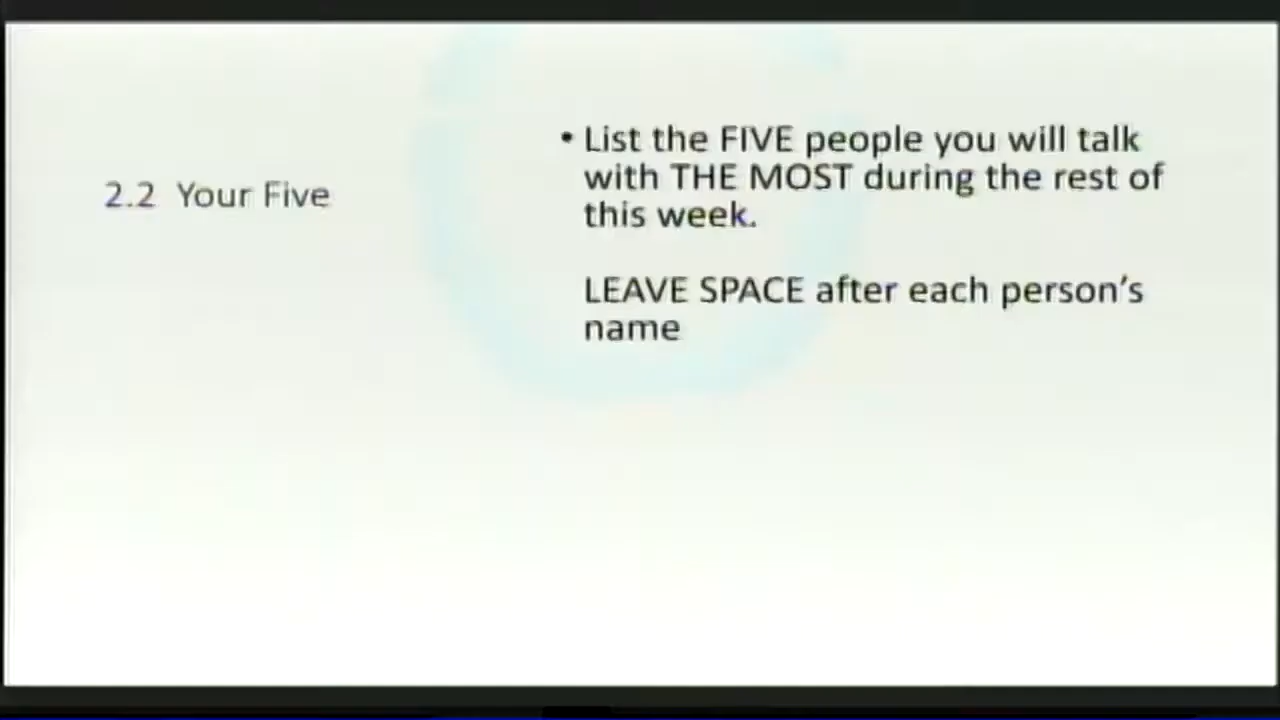 2.2 Your Five
• List the FIVE people you will talk
with THE MOST during the rest of
this week.
LEAVE SPACE after each person's
name